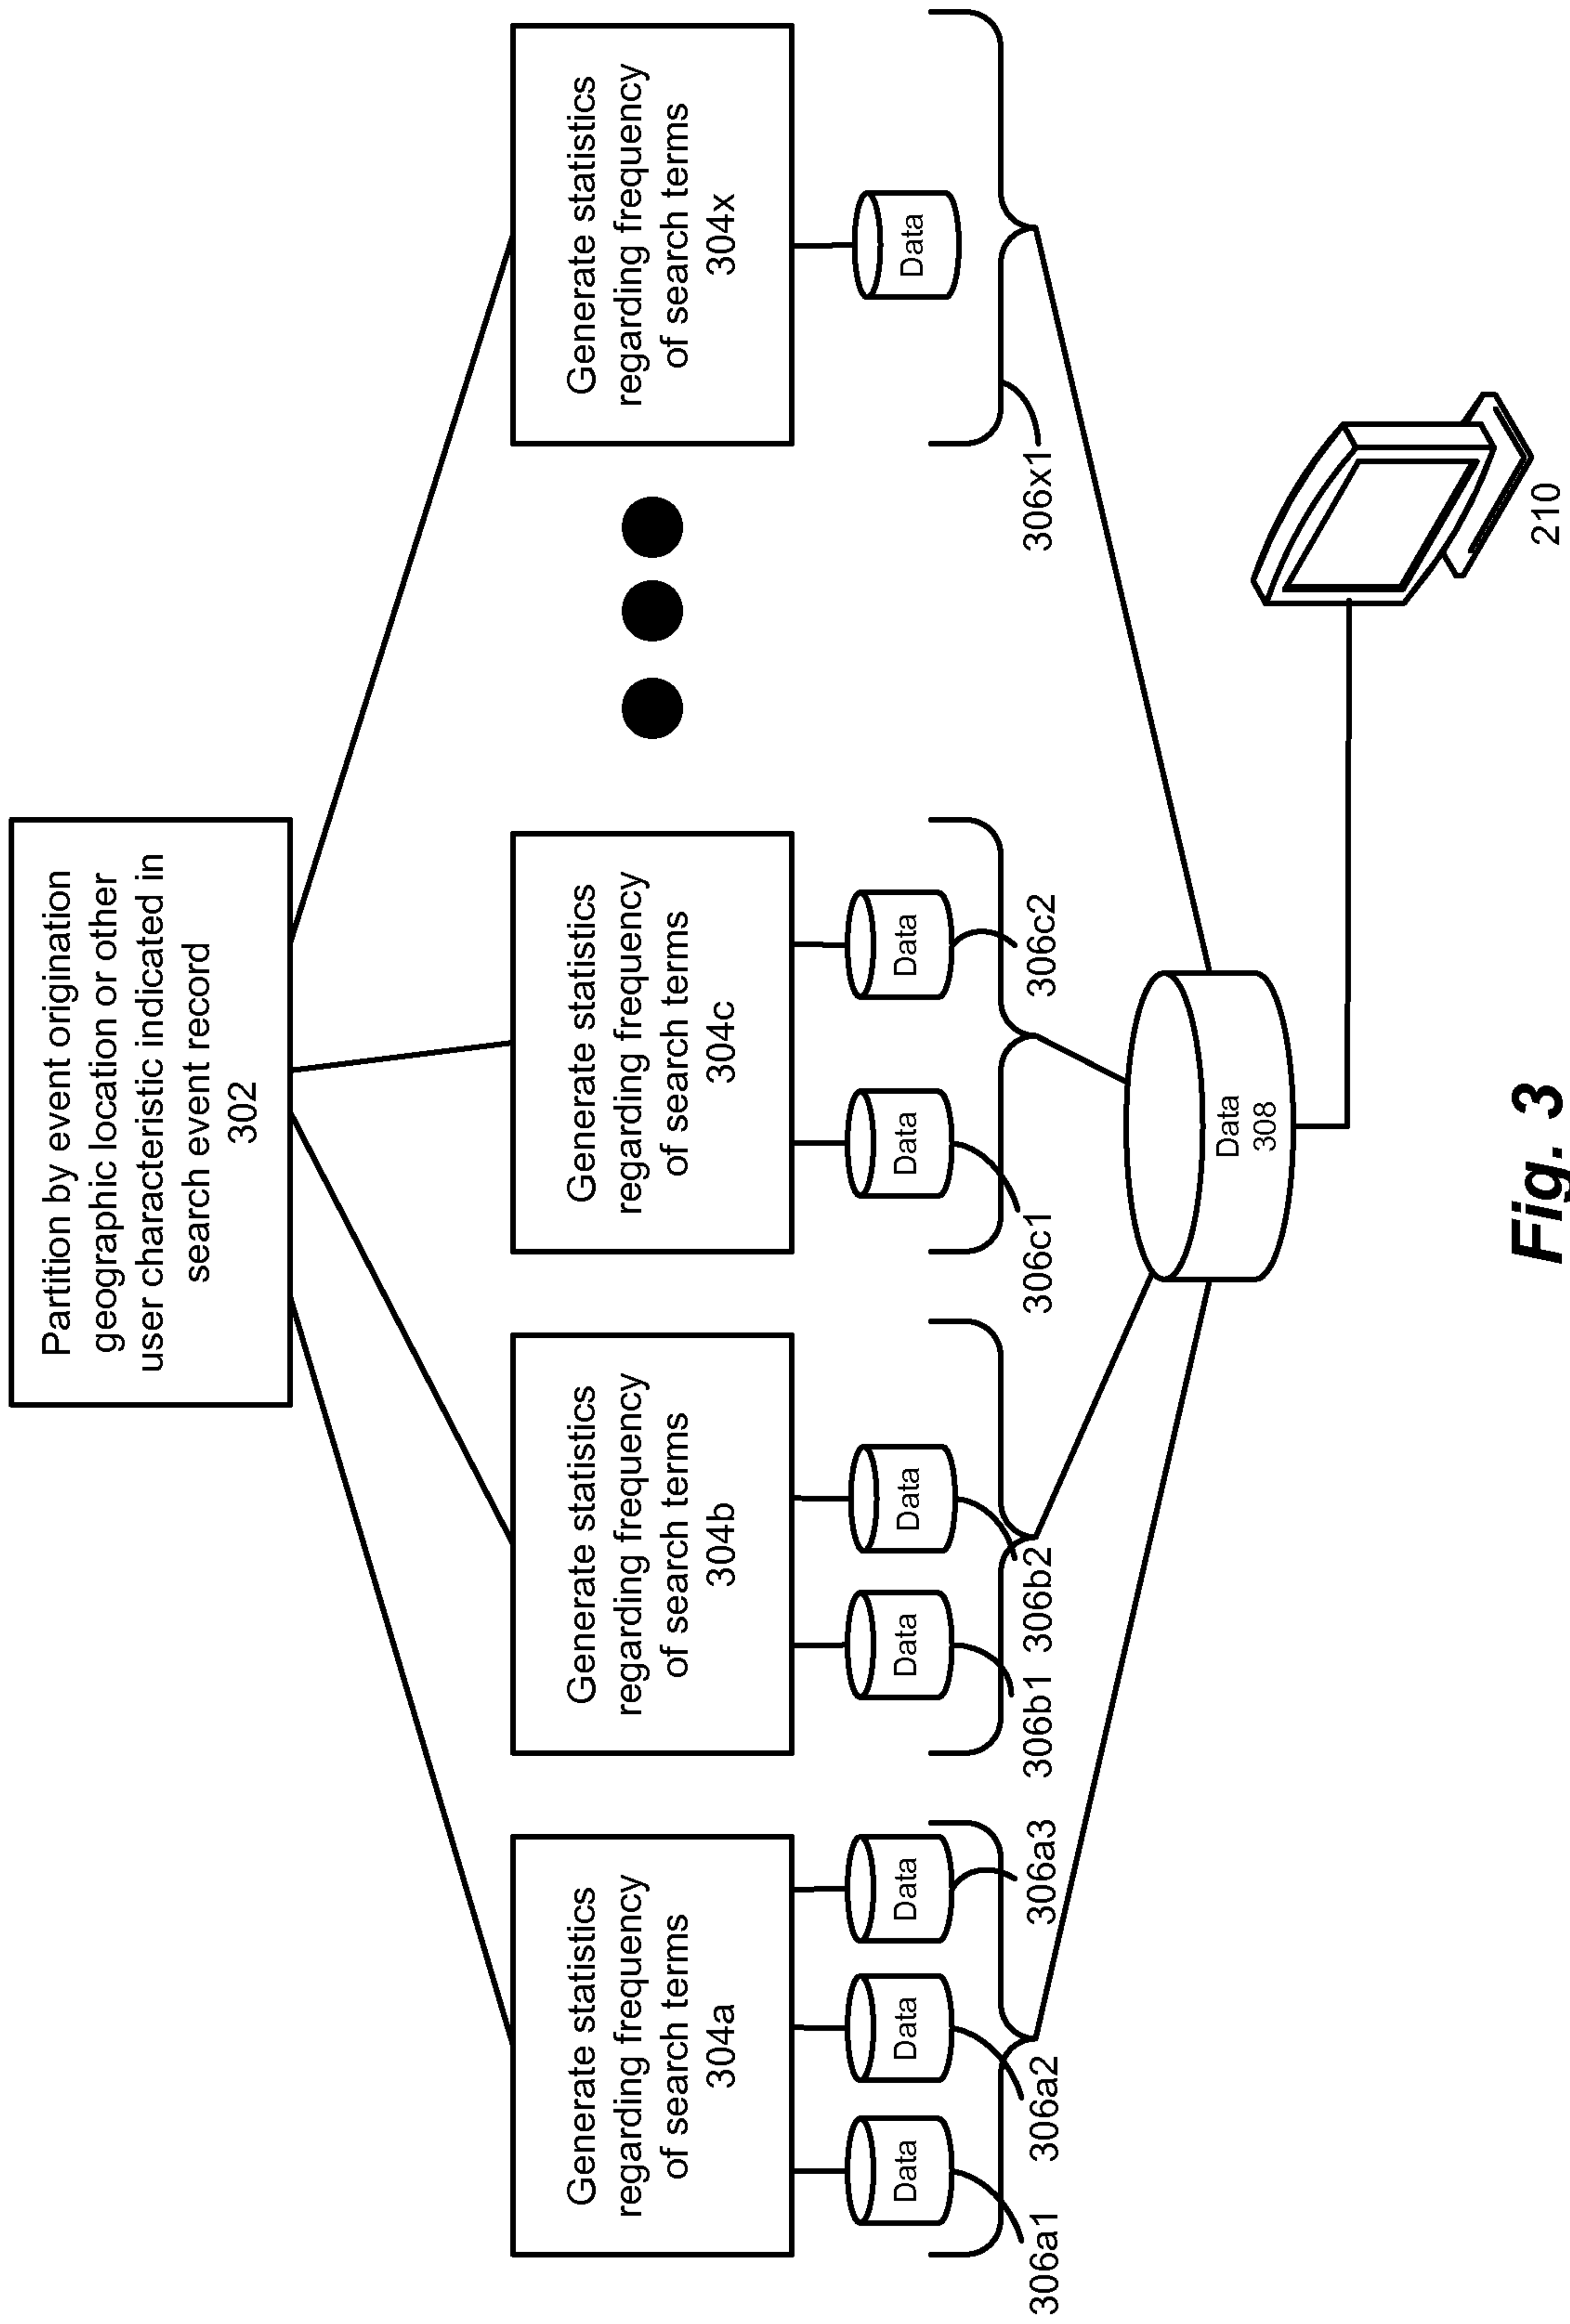 Partition by event origination
geographic location or other
user characteristic indicated in
search event record
302
Generate statistics
regarding frequency
of search terms
304a
Generate statistics
regarding frequency
of search terms
304b
Generate statistics
regarding frequency
of search terms
304c
Generate statistics
regarding frequency
of search terms
304x
Data
Data
Data
Data
Data
Data
Data
Data
306a1
306a2
306a3
306b1
306b2
306c1
306c2
306x1
Data
308
210
Fig. 3